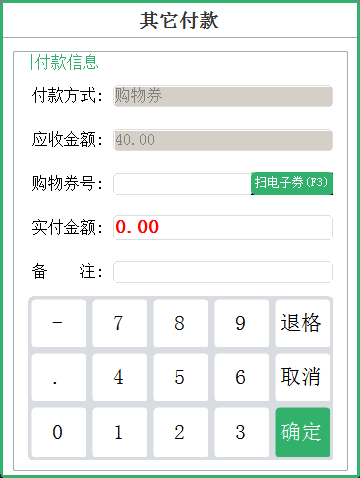 其它付款
付款信息
付款方式: 购物券
应收金额: 40.00
购物券号: 扫电子券(F3)
实付金额: 0.00
备 注:
- 7 8 9 退格
. 4 5 6 取消
0 1 2 3 确定